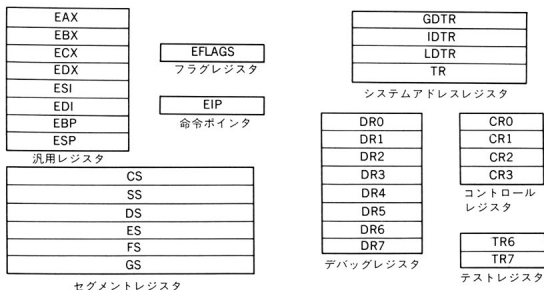 EAX
EBX
ECX
EDX
ESI
EDI
EBP
ESP
汎用レジスタ
EFLAGS
フラグレジスタ
EIP
命令ポインタ
CS
SS
DS
ES
FS
GS
セグメントレジスタ
GDTR
IDTR
LDTR
TR
システムアドレスレジスタ
DR0
DR1
DR2
DR3
DR4
DR5
DR6
DR7
デバッグレジスタ
CR0
CR1
CR2
CR3
コントロール
レジスタ
TR6
TR7
テストレジスタ